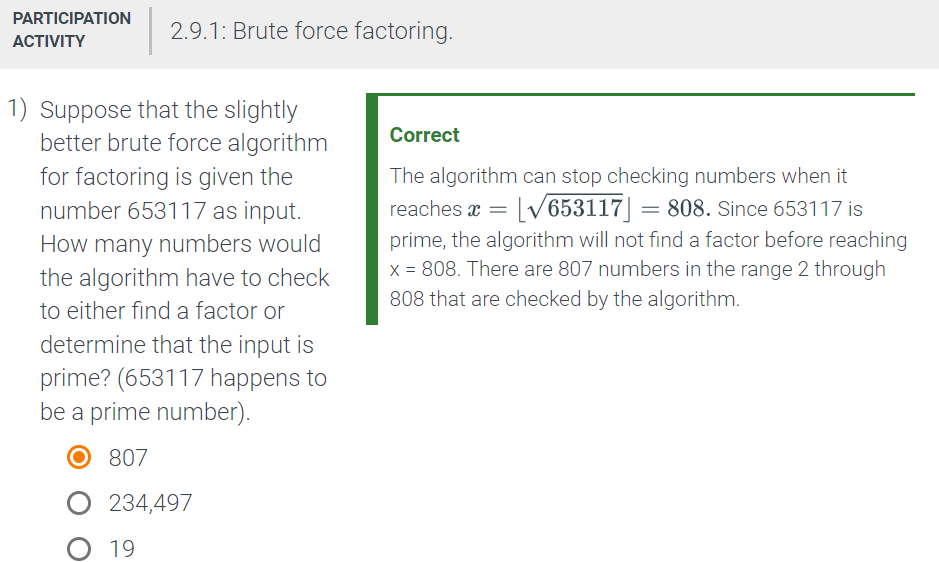 PARTICIPATION
ACTIVITY
2.9.1: Brute force factoring.
1) Suppose that the slightly
better brute force algorithm
for factoring is given the
number 653117 as input.
How many numbers would
the algorithm have to check
to either find a factor or
determine that the input is
prime? (653117 happens to
be a prime number).
807
234,497
19
Correct
The algorithm can stop checking numbers when it
reaches x = ⌊√653117⌋ = 808. Since 653117 is
prime, the algorithm will not find a factor before reaching
x = 808. There are 807 numbers in the range 2 through
808 that are checked by the algorithm.